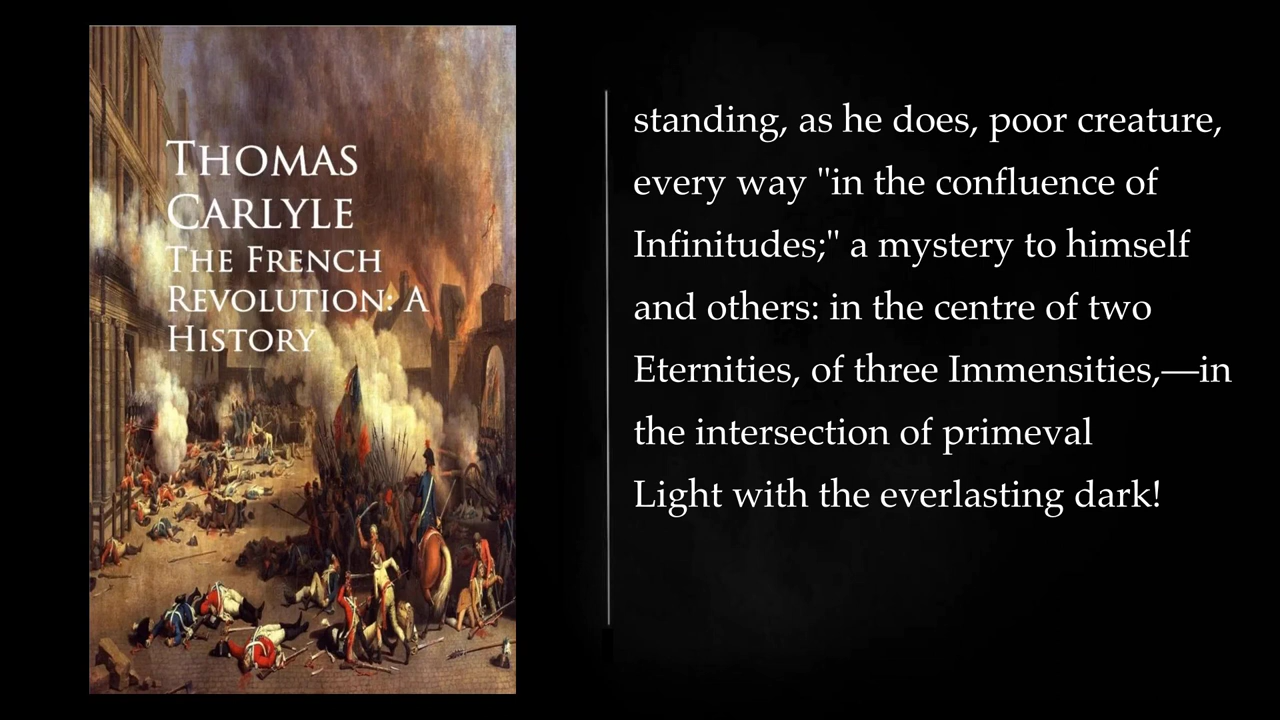 THOMAS
CARLYLE
THE FRENCH
REVOLUTION: A
HISTORY
standing, as he does, poor creature,
every way "in the confluence of
Infinitudes;" a mystery to himself
and others: in the centre of two
Eternities, of three Immensities,—in
the intersection of primeval
Light with the everlasting dark!